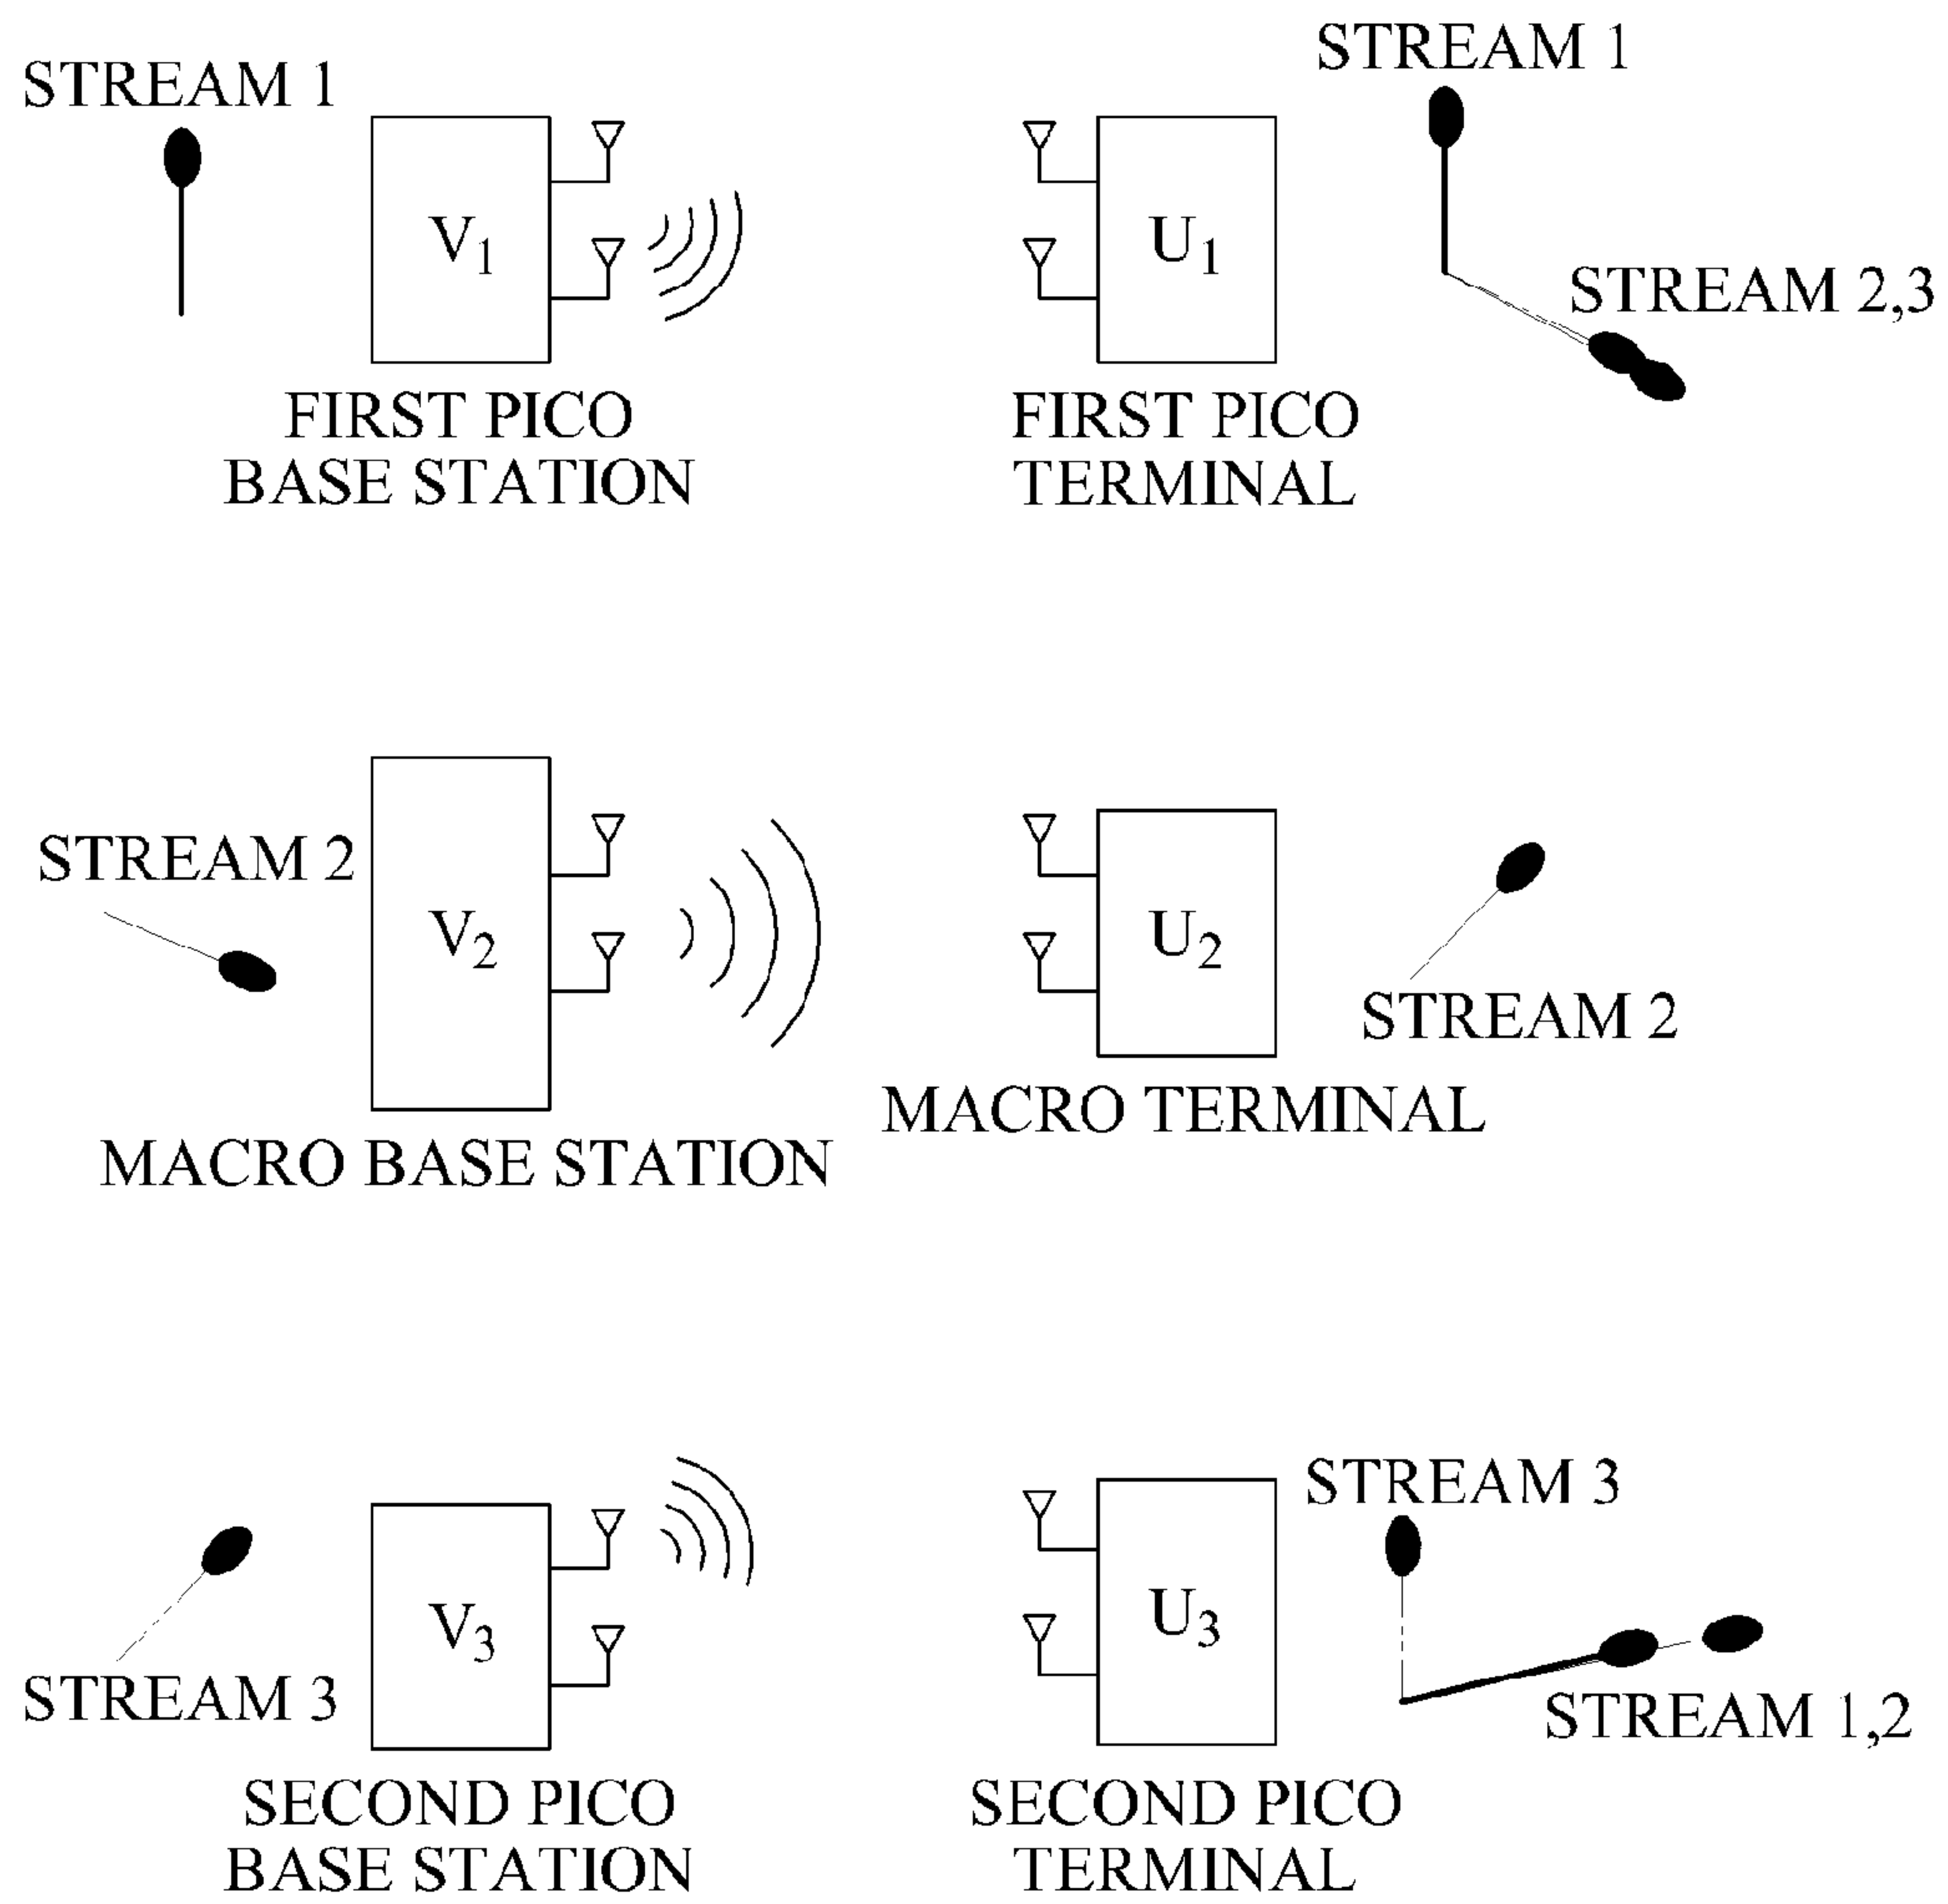 STREAM 1
STREAM 1
V1
U1
STREAM 2,3
FIRST PICO
BASE STATION
FIRST PICO
TERMINAL
STREAM 2
V2
U2
STREAM 2
MACRO TERMINAL
MACRO BASE STATION
STREAM 3
V3
U3
STREAM 3
STREAM 1,2
SECOND PICO
BASE STATION
SECOND PICO
TERMINAL